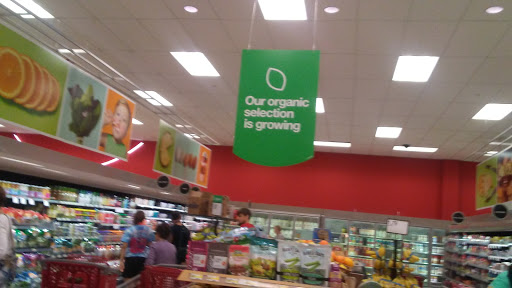 Our organic
selection
is growing